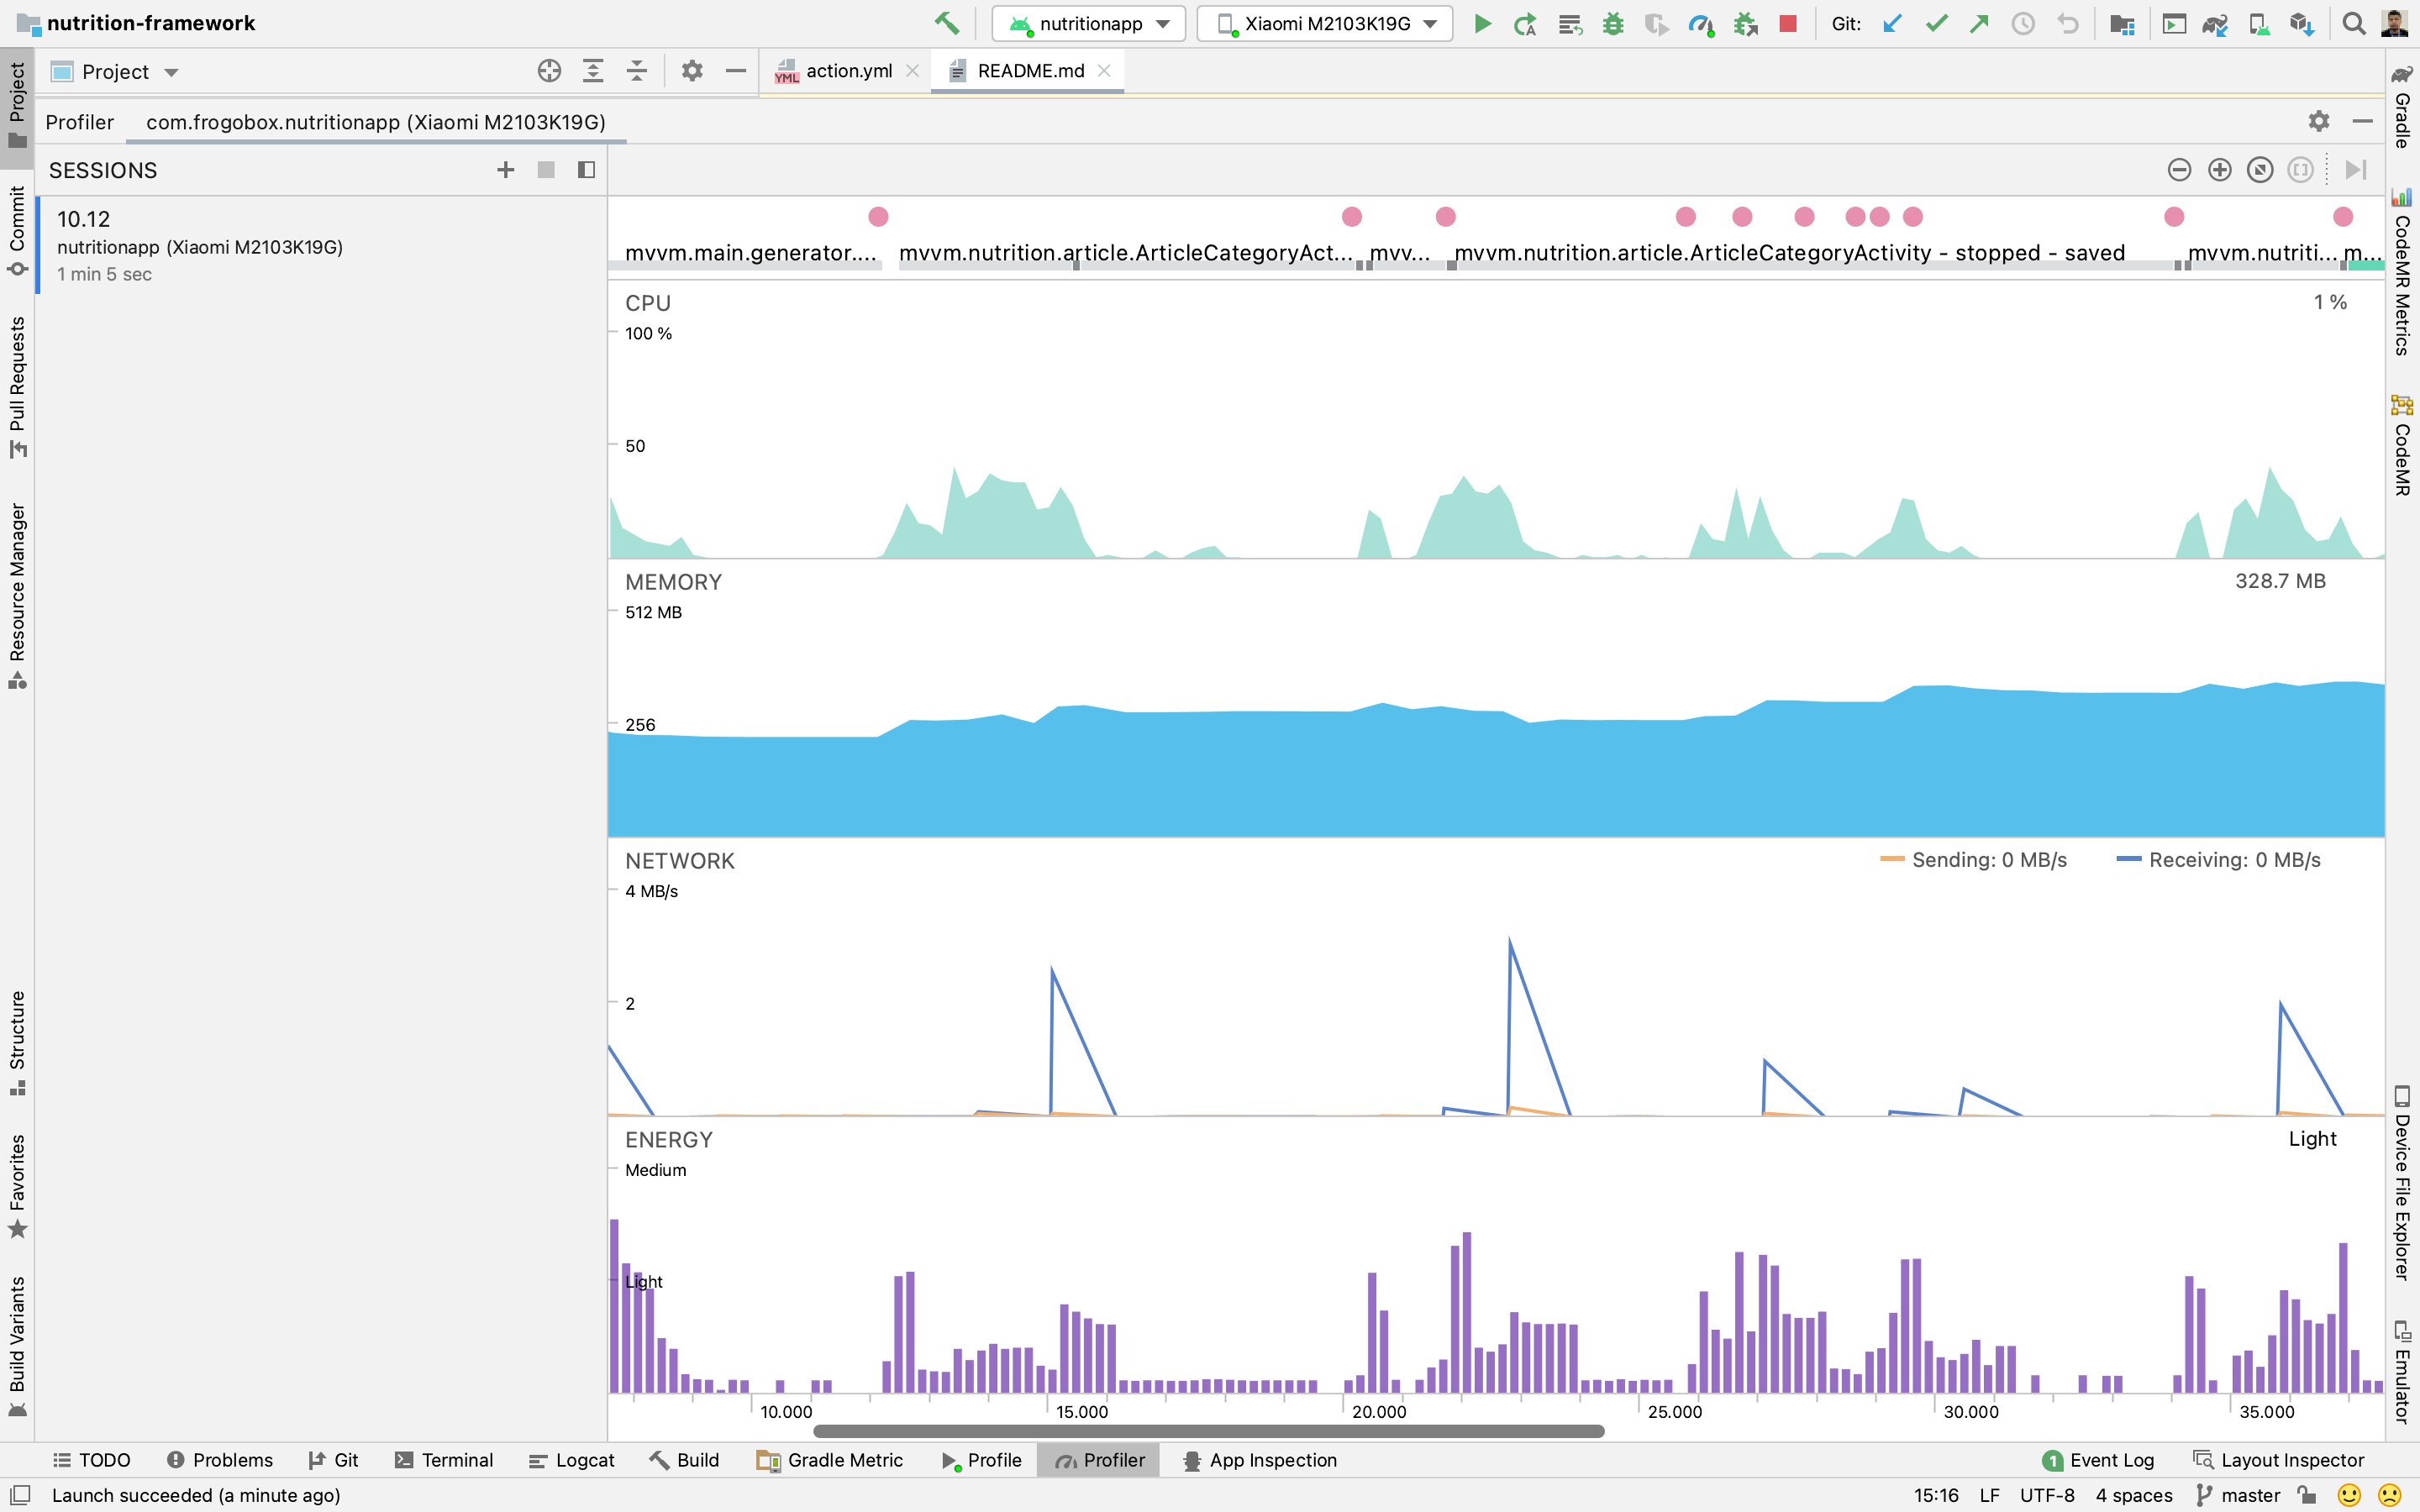 nutrition-framework
nutritionapp
Xiaomi M2103K19G
Git:
Project
action.yml
README.md
YML
Profiler
com.frogobox.nutritionapp (Xiaomi M2103K19G)
SESSIONS
10.12
nutritionapp (Xiaomi M2103K19G)
1 min 5 sec
mvvm.main.generator....
mvvm.nutrition.article.ArticleCategoryAct...
mvv...
mvvm.nutrition.article.ArticleCategoryActivity - stopped - saved
mvvm.nutriti...
m...
CPU
1 %
100 %
50
MEMORY
328.7 MB
512 MB
256
NETWORK
Sending: 0 MB/s
Receiving: 0 MB/s
4 MB/s
2
ENERGY
Light
Medium
Light
10.000
15.000
20.000
25.000
30.000
35.000
Project
Commit
Pull Requests
Resource Manager
Structure
Favorites
Build Variants
Gradle
CodeMR Metrics
CodeMR
Device File Explorer
Emulator
TODO
Problems
Git
Terminal
Logcat
Build
Gradle Metric
Profile
Profiler
App Inspection
1 Event Log
Layout Inspector
Launch succeeded (a minute ago)
15:16
LF
UTF-8
4 spaces
master